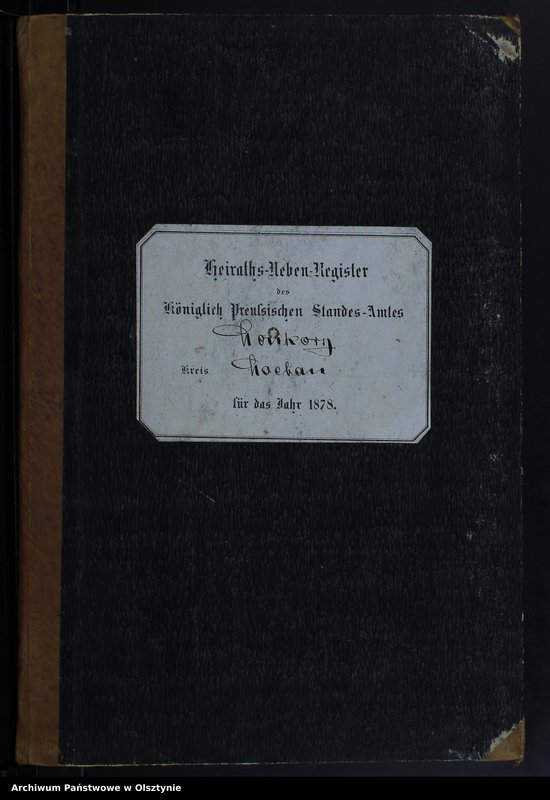 Heiraths-Neben-Register
des
Königlich Preussischen Standes-Amtes
Kreis Loebau
für das Jahr 1878.
Archiwum Państwowe w Olsztynie